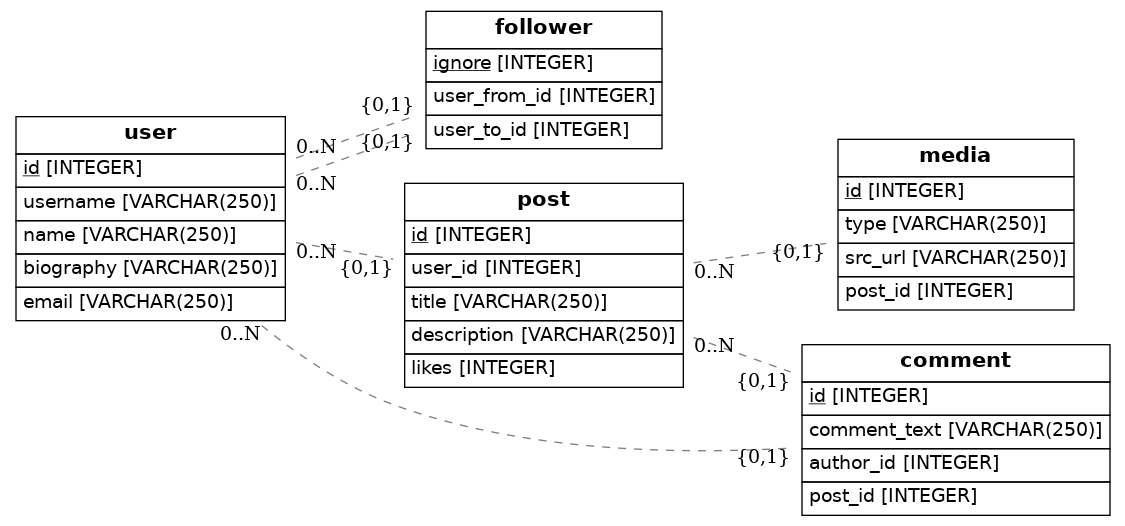 follower
ignore [INTEGER]
user_from_id [INTEGER]
user_to_id [INTEGER]
{0,1}
{0,1}
0..N
0..N
user
id [INTEGER]
username [VARCHAR(250)]
name [VARCHAR(250)]
biography [VARCHAR(250)]
email [VARCHAR(250)]
0..N
{0,1}
0..N
post
id [INTEGER]
user_id [INTEGER]
title [VARCHAR(250)]
description [VARCHAR(250)]
likes [INTEGER]
0..N
{0,1}
0..N
{0,1}
{0,1}
media
id [INTEGER]
type [VARCHAR(250)]
src_url [VARCHAR(250)]
post_id [INTEGER]
comment
id [INTEGER]
comment_text [VARCHAR(250)]
author_id [INTEGER]
post_id [INTEGER]